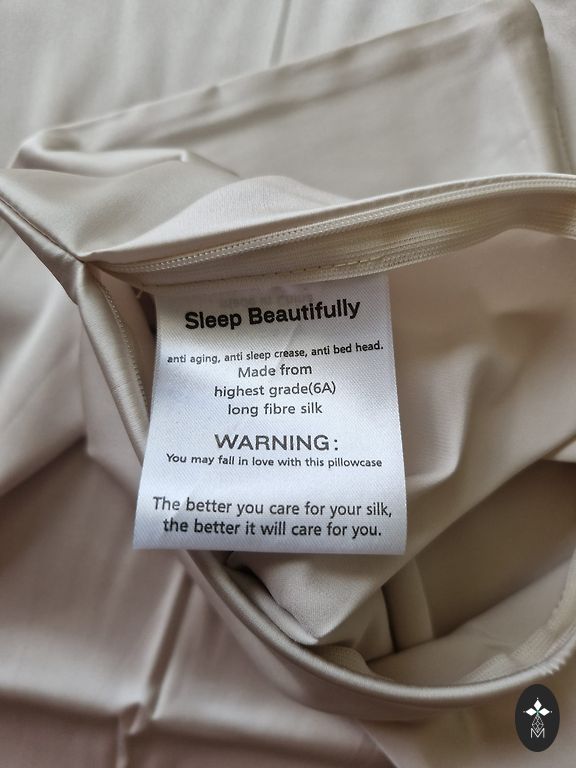 Sleep Beautifully
anti aging, anti sleep crease, anti bed head.
Made from
highest grade(6A)
long fibre silk
WARNING:
You may fall in love with this pillowcase
The better you care for your silk,
the better it will care for you.
M